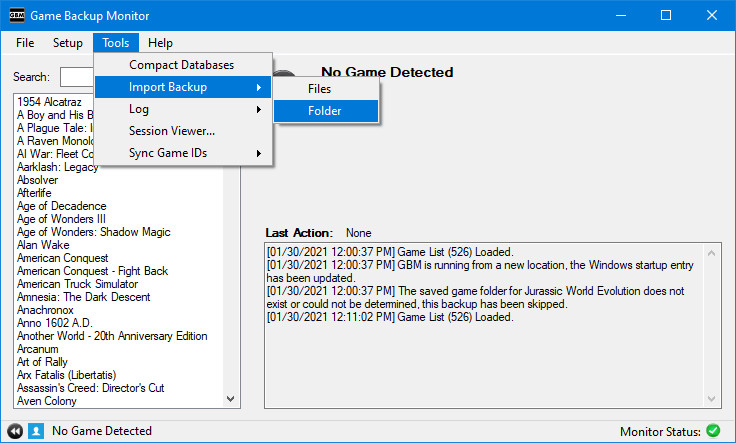 GBM Game Backup Monitor
File Setup Tools Help
Compact Databases
Import Backup
Log
Session Viewer...
Sync Game IDs
Files
Folder
Search:
No Game Detected
1954 Alcatraz
A Boy and His B
A Plague Tale: I
A Raven Monolo
AI War: Fleet Co
Aarklash: Legacy
Absolver
Afterlife
Age of Decadence
Age of Wonders III
Age of Wonders: Shadow Magic
Alan Wake
American Conquest
American Conquest - Fight Back
American Truck Simulator
Amnesia: The Dark Descent
Anachronox
Anno 1602 A.D.
Another World - 20th Anniversary Edition
Arcanum
Art of Rally
Arx Fatalis (Libertatis)
Assassin's Creed: Director's Cut
Aven Colony
Last Action: None
[01/30/2021 12:00:37 PM] Game List (526) Loaded.
[01/30/2021 12:00:37 PM] GBM is running from a new location, the Windows startup entry
has been updated.
[01/30/2021 12:00:37 PM] The saved game folder for Jurassic World Evolution does not
exist or could not be determined, this backup has been skipped.
[01/30/2021 12:11:02 PM] Game List (526) Loaded.
No Game Detected
Monitor Status: